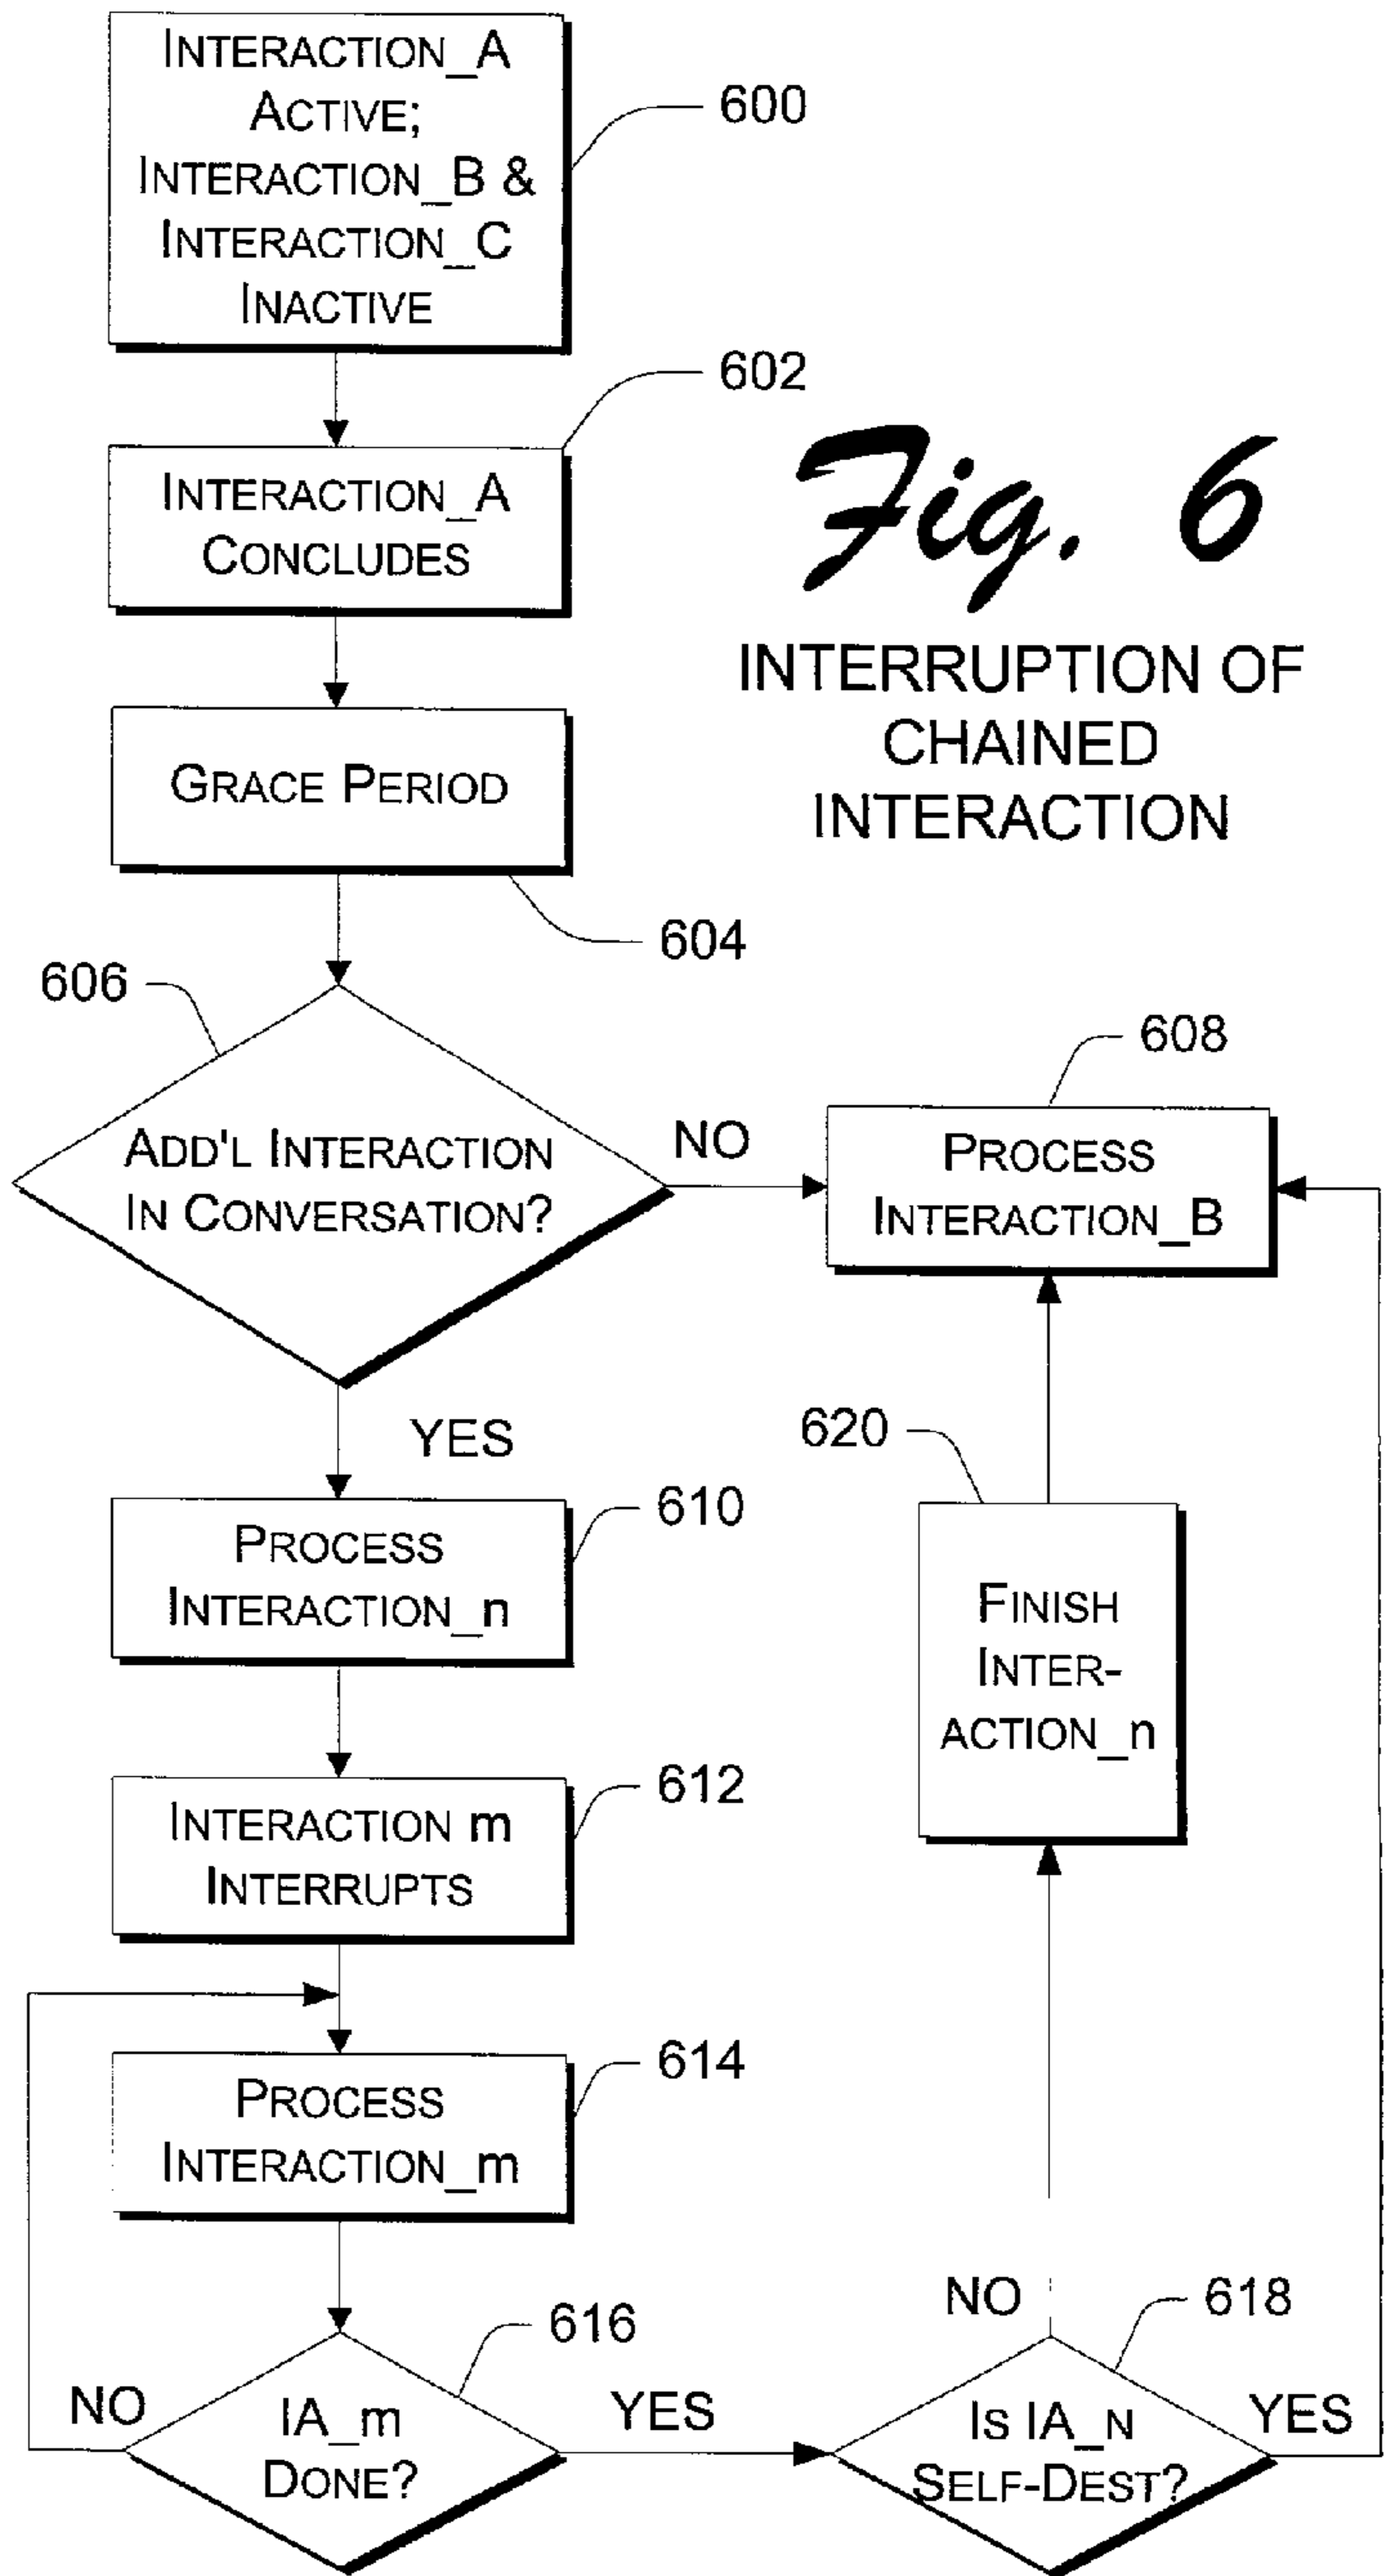 INTERACTION_A
ACTIVE;
INTERACTION_B &
INTERACTION_C
INACTIVE
600
602
INTERACTION_A
CONCLUDES
Fig. 6
INTERRUPTION OF
CHAINED
INTERACTION
GRACE PERIOD
604
606
608
ADD'L INTERACTION
IN CONVERSATION?
NO
PROCESS
INTERACTION_B
YES
620
610
PROCESS
INTERACTION_n
FINISH
INTER-
ACTION_n
612
INTERACTION m
INTERRUPTS
614
PROCESS
INTERACTION_m
616
NO
618
NO
IA_m
DONE?
YES
IS IA_N
SELF-DEST?
YES